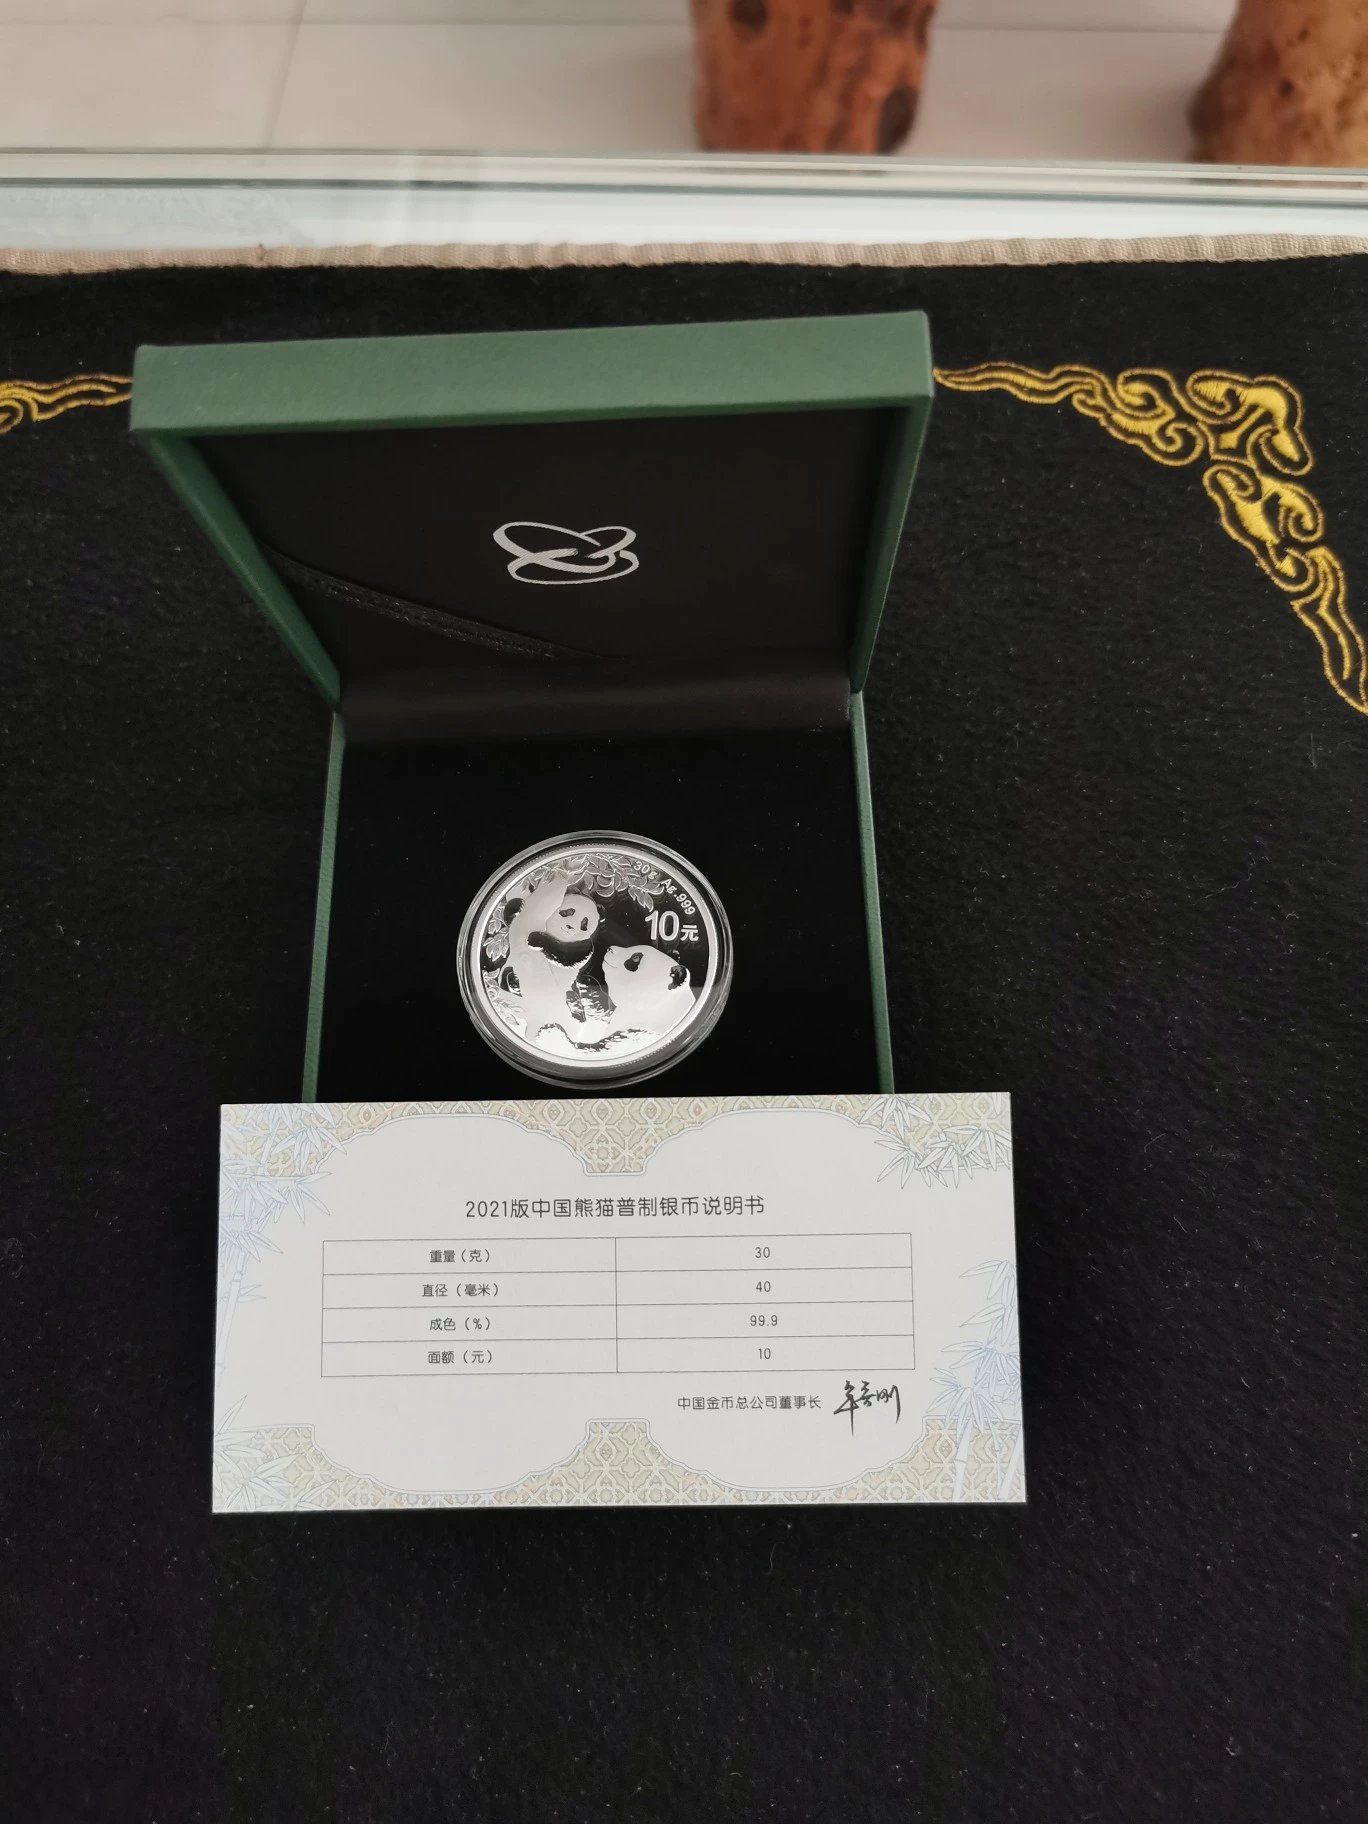 30g Ag.999
10元
2021版中国熊猫普制银币说明书
重量（克） 30
直径（毫米） 40
成色（%） 99.9
面额（元） 10
中国金币总公司董事长